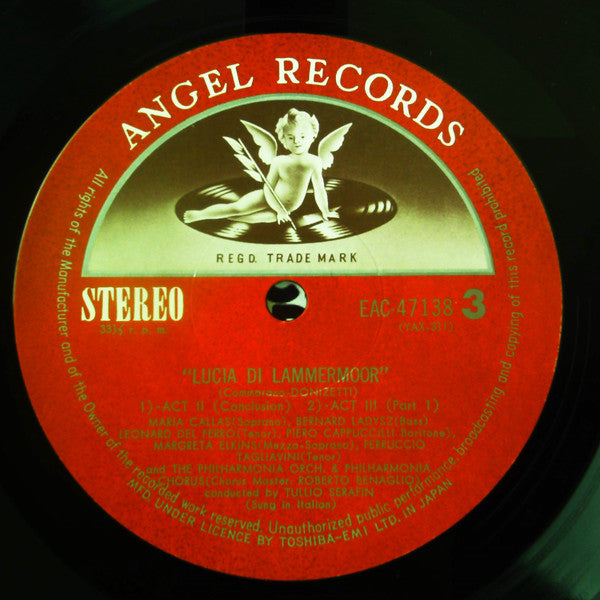 ANGEL RECORDS
REGD. TRADE MARK
STEREO
33⅓ r. p. m.
EAC-47138 3
(YAX-311)
"LUCIA DI LAMMERMOOR"
(Cammarano-DONIZETTI)
1)-ACT II (Conclusion) 2)-ACT III (Part 1)
MARIA CALLAS(Soprano), BERNARD LADYSZ(Bass)
LEONARD DEL FERRO(Tenor), PIERO CAPPUCCILLI(Baritone),
MARGRETA ELKINS(Mezzo-Soprano), FERRUCCIO
TAGLIAVINI(Tenor)
and THE PHILHARMONIA ORCH. & PHILHARMONIA
CHORUS(Chorus Master: ROBERTO BENAGLIO)
conducted by TULLIO SERAFIN
(Sung in Italian)
All rights of the Manufacturer and of the Owner of the recorded work reserved. Unauthorized public performance, broadcasting and copying of this record prohibited
MFD. UNDER LICENCE BY TOSHIBA-EMI LTD. IN JAPAN